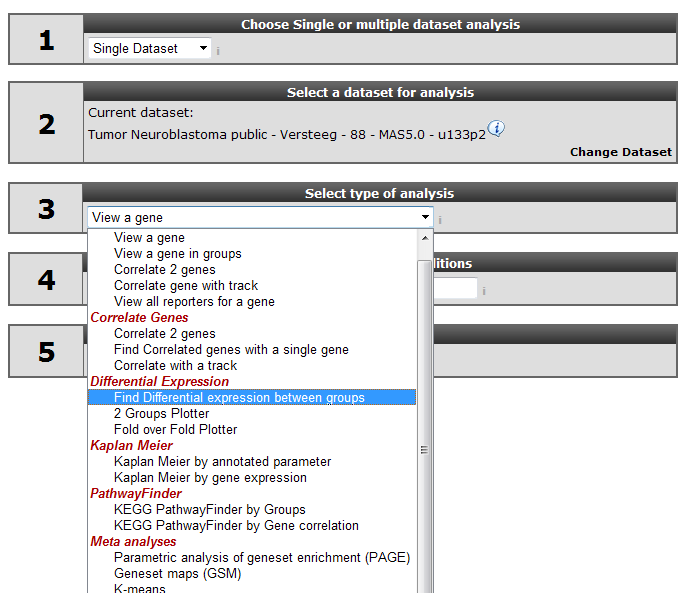 1
Choose Single or multiple dataset analysis
Single Dataset
i
2
Select a dataset for analysis
Current dataset:
Tumor Neuroblastoma public - Versteeg - 88 - MAS5.0 - u133p2 i
Change Dataset
3
Select type of analysis
View a gene
i
View a gene
View a gene in groups
Correlate 2 genes
Correlate gene with track
View all reporters for a gene
Correlate Genes
Correlate 2 genes
Find Correlated genes with a single gene
Correlate with a track
Differential Expression
Find Differential expression between groups
2 Groups Plotter
Fold over Fold Plotter
Kaplan Meier
Kaplan Meier by annotated parameter
Kaplan Meier by gene expression
PathwayFinder
KEGG PathwayFinder by Groups
KEGG PathwayFinder by Gene correlation
Meta analyses
Parametric analysis of geneset enrichment (PAGE)
Geneset maps (GSM)
K-means
4
ditions
i
5